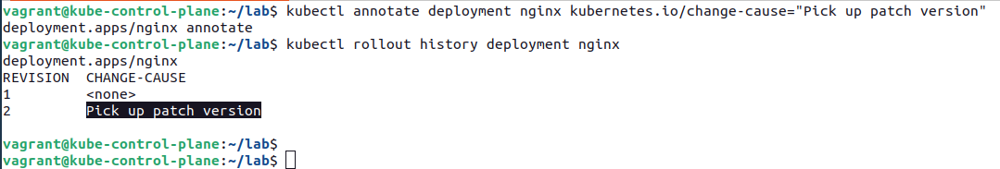 vagrant@kube-control-plane:~/lab$ kubectl annotate deployment nginx kubernetes.io/change-cause="Pick up patch version"
deployment.apps/nginx annotate
vagrant@kube-control-plane:~/lab$ kubectl rollout history deployment nginx
deployment.apps/nginx
REVISION  CHANGE-CAUSE
1         <none>
2         Pick up patch version
vagrant@kube-control-plane:~/lab$
vagrant@kube-control-plane:~/lab$